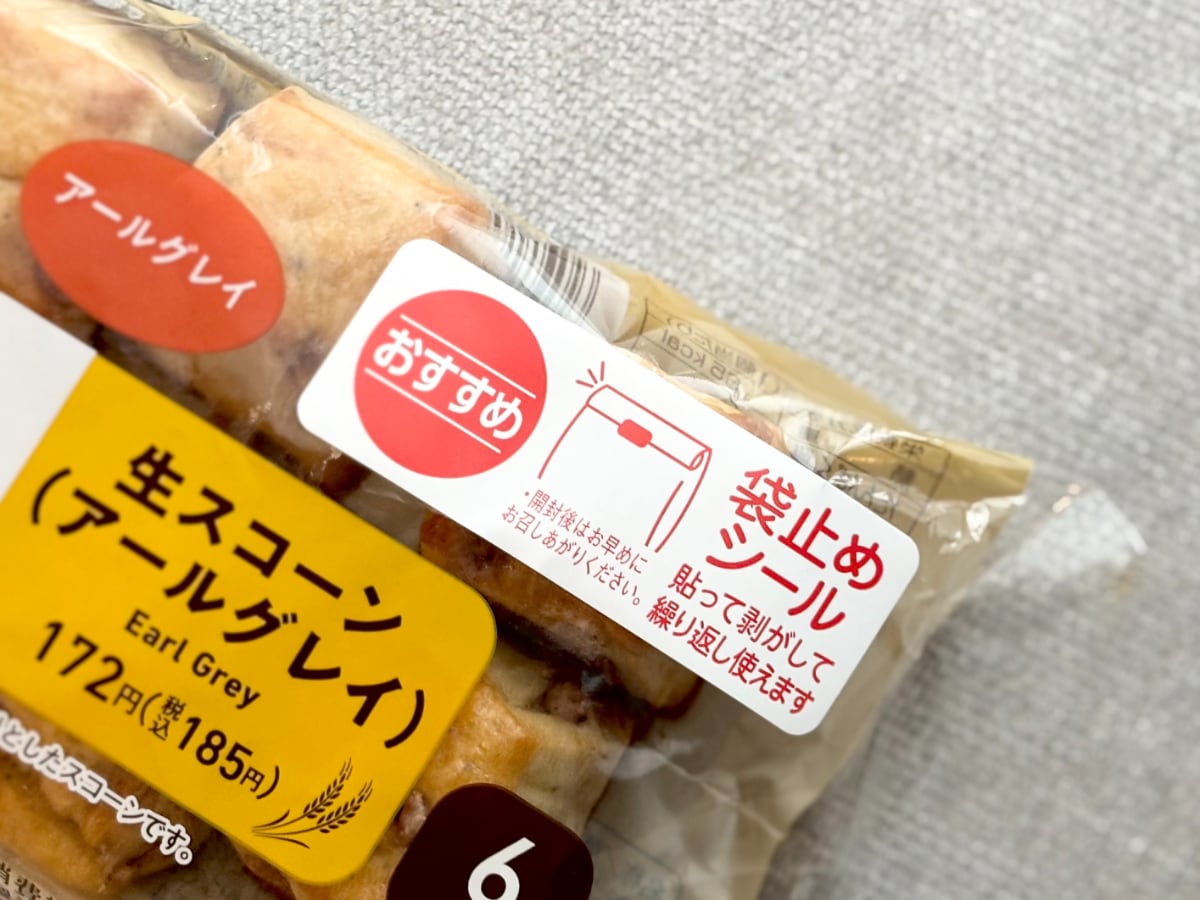 アールグレイ
おすすめ
袋止め
シール
貼って剥がして
繰り返し使えます
*開封後はお早めに
お召しあがりください。
生スコーン
(アールグレイ)
Earl Grey
172円(税込185円)
としたスコーンです。
6